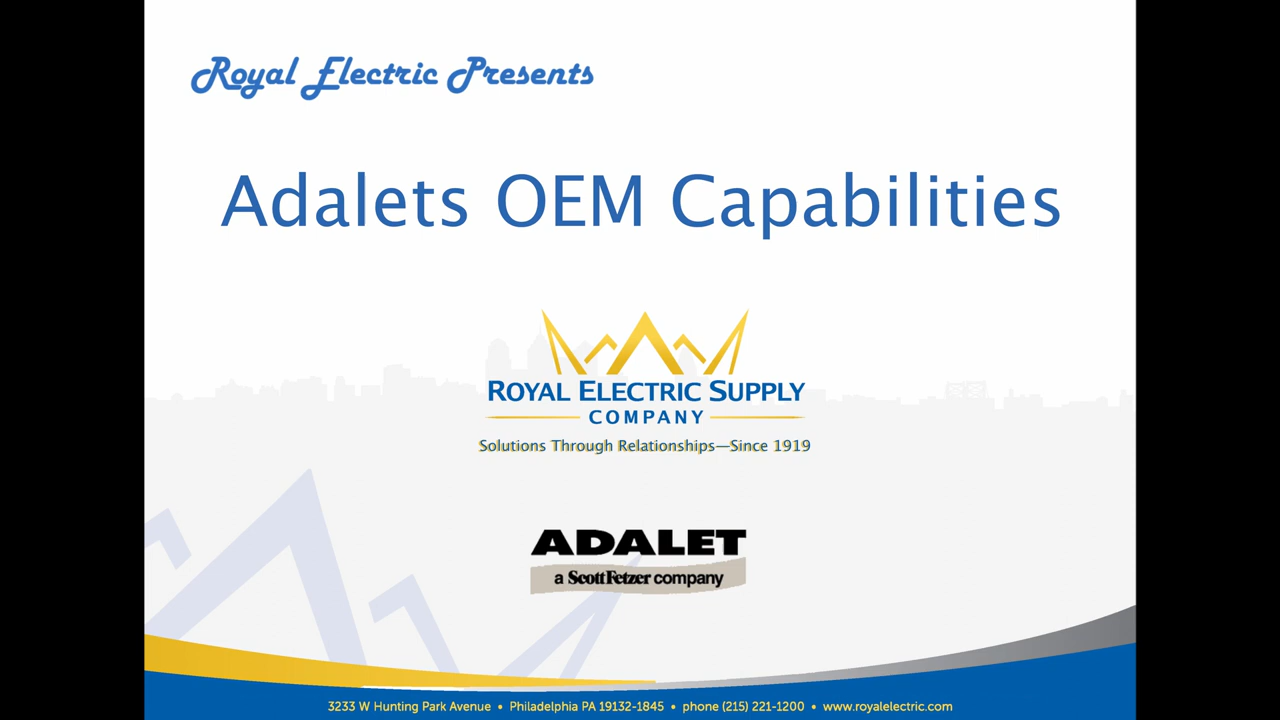 Royal Electric Presents
Adalets OEM Capabilities
ROYAL ELECTRIC SUPPLY
COMPANY
Solutions Through Relationships—Since 1919
ADALET
a Scott Fetzer company
3233 W Hunting Park Avenue • Philadelphia PA 19132-1845 • phone (215) 221-1200 • www.royalelectric.com